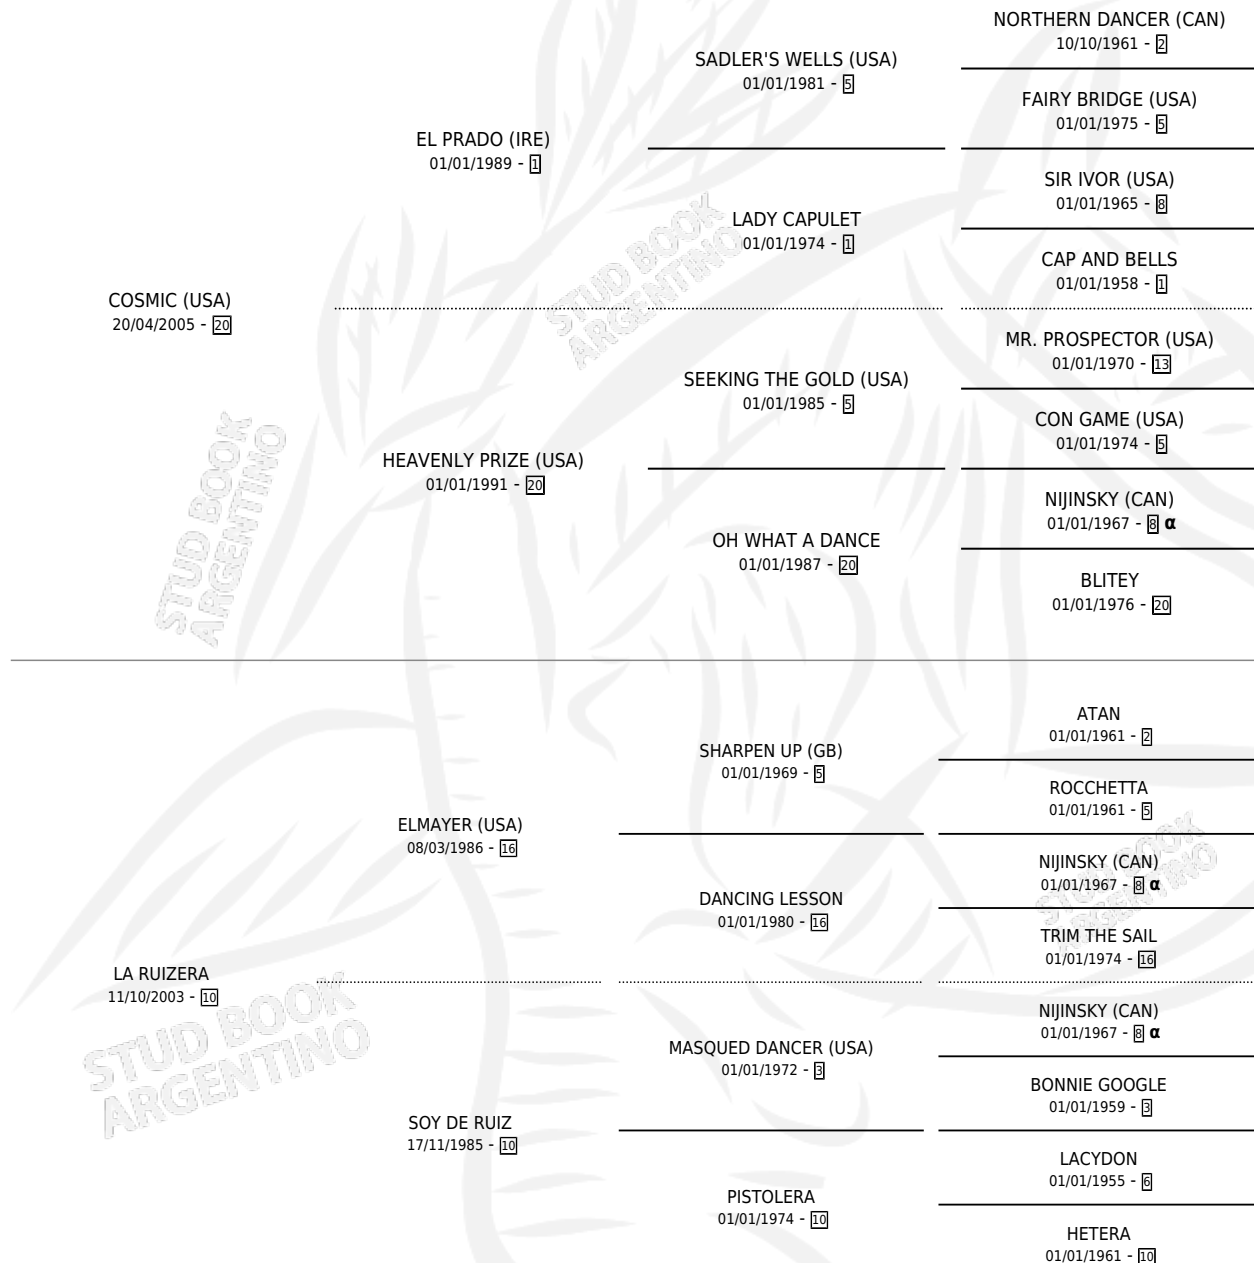 NORTHERN DANCER (CAN)
10/10/1961 - 2
SADLER'S WELLS (USA)
01/01/1981 - 5
FAIRY BRIDGE (USA)
01/01/1975 - 5
EL PRADO (IRE)
01/01/1989 - 1
SIR IVOR (USA)
01/01/1965 - 8
LADY CAPULET
01/01/1974 - 1
CAP AND BELLS
01/01/1958 - 1
COSMIC (USA)
20/04/2005 - 20
MR. PROSPECTOR (USA)
01/01/1970 - 13
SEEKING THE GOLD (USA)
01/01/1985 - 5
CON GAME (USA)
01/01/1974 - 5
HEAVENLY PRIZE (USA)
01/01/1991 - 20
NIJINSKY (CAN)
01/01/1967 - 8 α
OH WHAT A DANCE
01/01/1987 - 20
BLITEY
01/01/1976 - 20
ATAN
01/01/1961 - 2
SHARPEN UP (GB)
01/01/1969 - 5
ROCCHETTA
01/01/1961 - 5
ELMAYER (USA)
08/03/1986 - 16
NIJINSKY (CAN)
01/01/1967 - 8 α
DANCING LESSON
01/01/1980 - 16
TRIM THE SAIL
01/01/1974 - 16
LA RUIZERA
11/10/2003 - 10
NIJINSKY (CAN)
01/01/1967 - 8 α
MASQUED DANCER (USA)
01/01/1972 - 3
BONNIE GOOGLE
01/01/1959 - 3
SOY DE RUIZ
17/11/1985 - 10
LACYDON
01/01/1955 - 6
PISTOLERA
01/01/1974 - 10
HETERA
01/01/1961 - 10
STUD BOOK
ARGENTINO
STUD BOOK
ARGENTINO
STUD BOOK
ARGENTINO
STUD BOOK
ARGENTINO